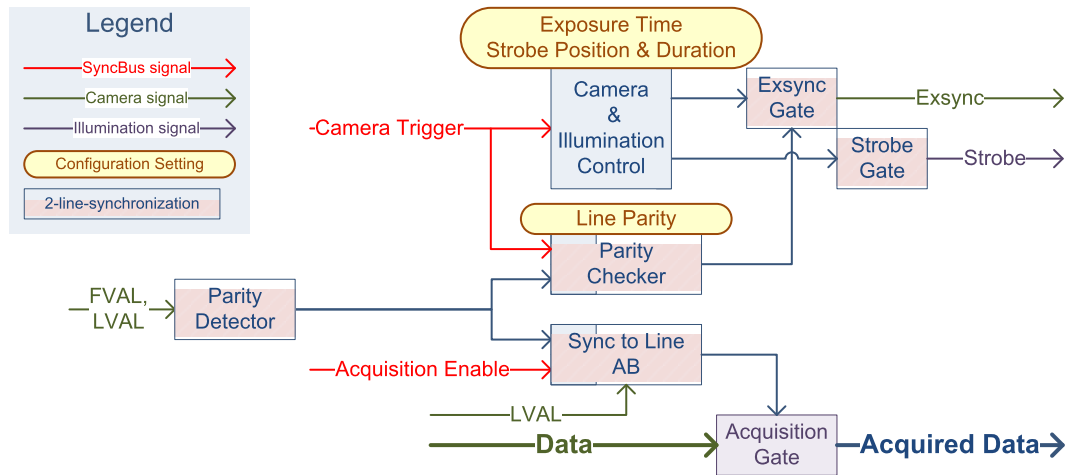 Legend
SyncBus signal
Camera signal
Illumination signal
Configuration Setting
2-line-synchronization
Exposure Time
Strobe Position & Duration
Camera
&
Illumination
Control
Exsync
Gate
Exsync
Strobe
Gate
Strobe
Camera Trigger
Line Parity
Parity
Checker
FVAL,
LVAL
Parity
Detector
Sync to Line
AB
Acquisition Enable
LVAL
Data
Acquisition
Gate
Acquired Data